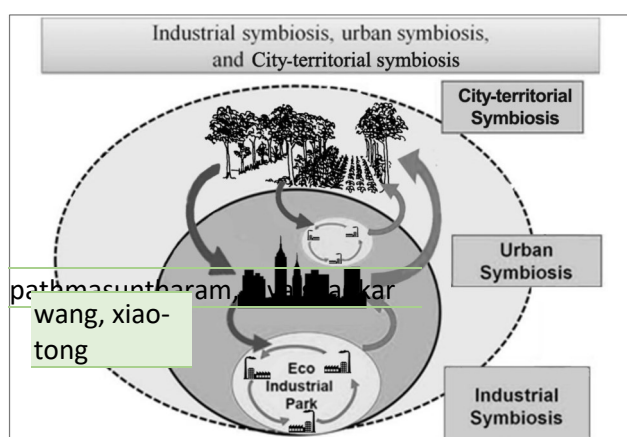 Industrial symbiosis, urban symbiosis,
and City-territorial symbiosis
City-territorial
Symbiosis
Urban
Symbiosis
pathmasuntharam,
wang, xiao-
tong
Eco
Industrial
Park
Industrial
Symbiosis